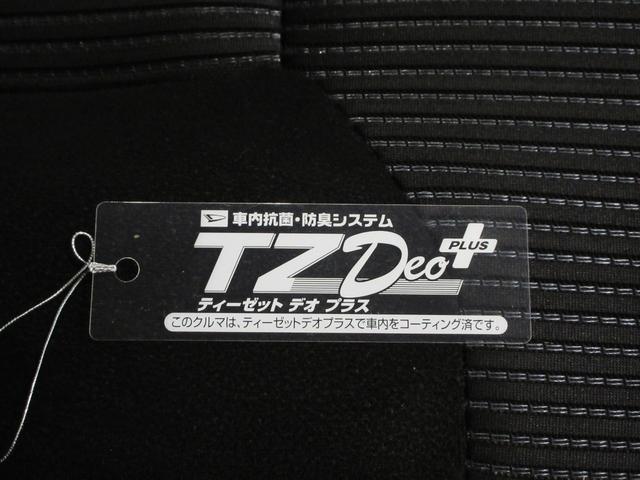 車内抗菌・防臭システム
TZ Deo PLUS
ティーゼット デオ プラス
このクルマは、ティーゼットデオプラスで車内をコーティング済です。